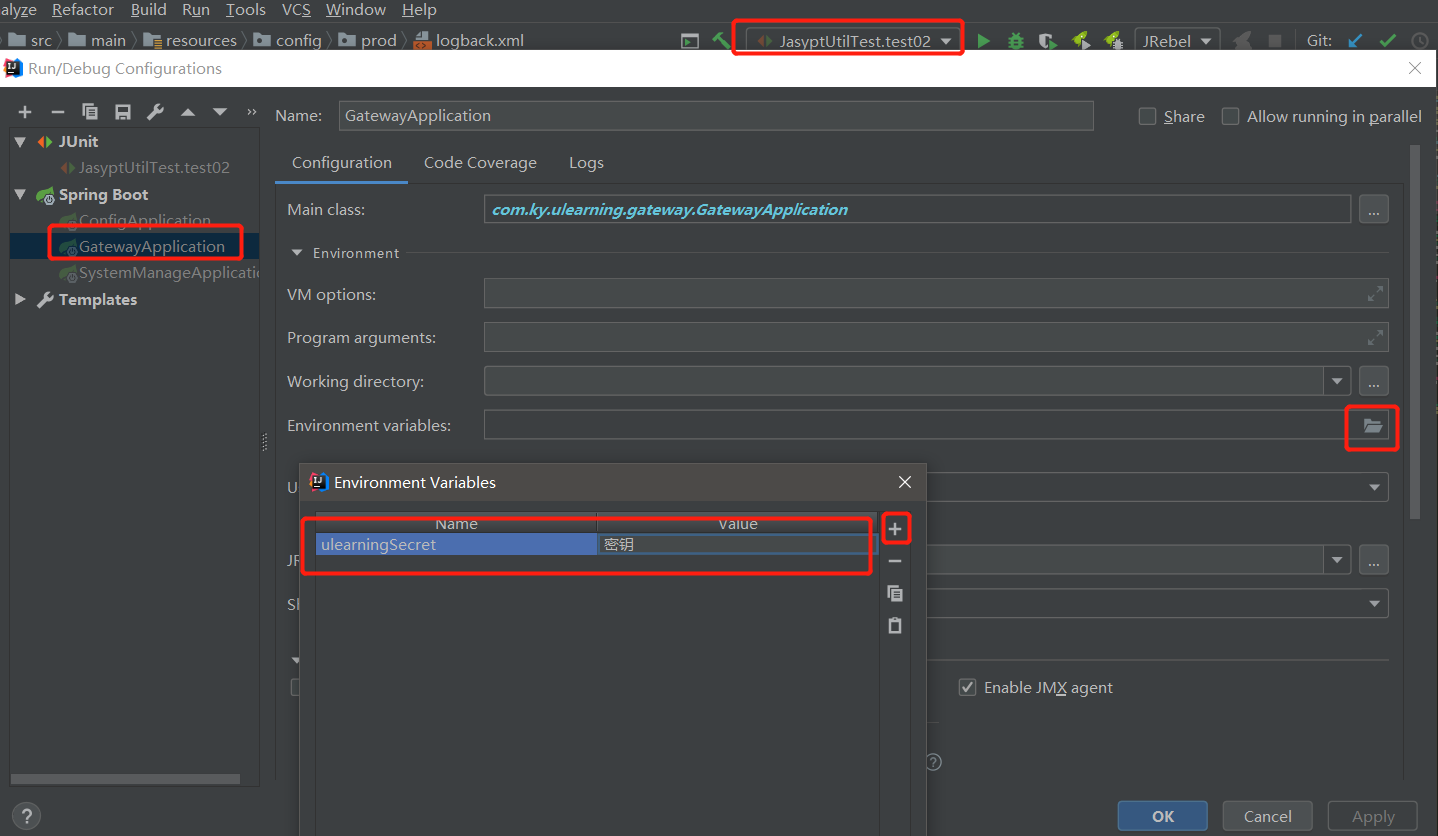 alyze Refactor Build Run Tools VCS Window Help
src main resources config prod logback.xml JasyptUtilTest.test02 JRebel Git:
Run/Debug Configurations
Name: GatewayApplication Share Allow running in parallel
JUnit
JasyptUtilTest.test02
Spring Boot
ConfigApplication
GatewayApplication
SystemManageApplicatio
Templates
Configuration Code Coverage Logs
Main class: com.ky.ulearning.gateway.GatewayApplication ...
Environment
VM options:
Program arguments:
Working directory: ...
Environment variables:
U
JR ...
Sh
Environment Variables
Name Value
ulearningSecret 密钥
Enable JMX agent
?
? OK Cancel Apply